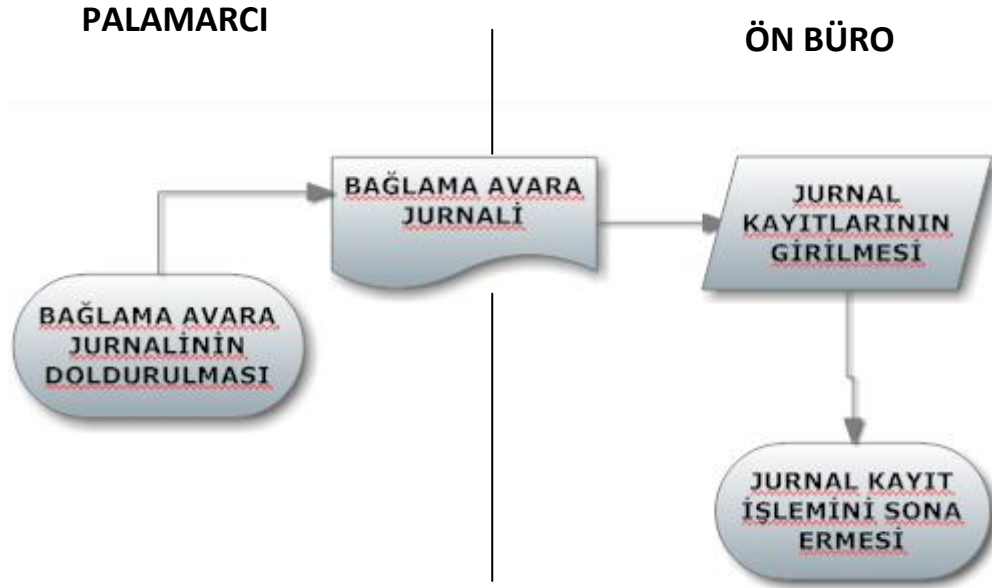 PALAMARCI
ÖN BÜRO
BAĞLAMA AVARA
JURNALİNİN
DOLDURULMASI
BAĞLAMA AVARA
JURNALİ
JURNAL
KAYITLARININ
GİRİLMESİ
JURNAL KAYIT
İŞLEMİNİ SONA
ERMESİ